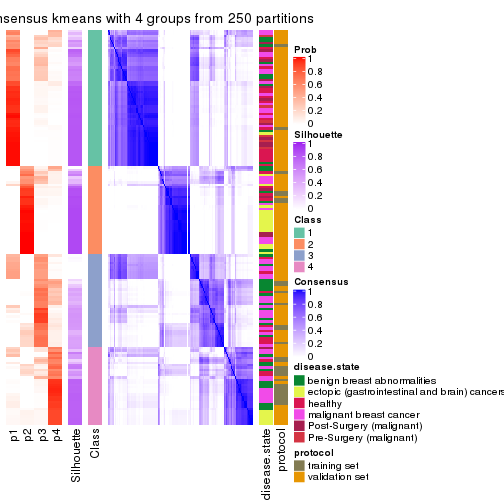 nsensus kmeans with 4 groups from 250 partitions
Prob
1
0.8
0.6
0.4
0.2
0
Silhouette
1
0.8
0.6
0.4
0.2
0
Class
1
2
3
4
Consensus
1
0.8
0.6
0.4
0.2
0
disease.state
benign breast abnormalities
ectopic (gastrointestinal and brain) cancers
healthy
malignant breast cancer
Post-Surgery (malignant)
Pre-Surgery (malignant)
protocol
training set
validation set
p1
p2
p3
p4
Silhouette
Class
disease.state
protocol